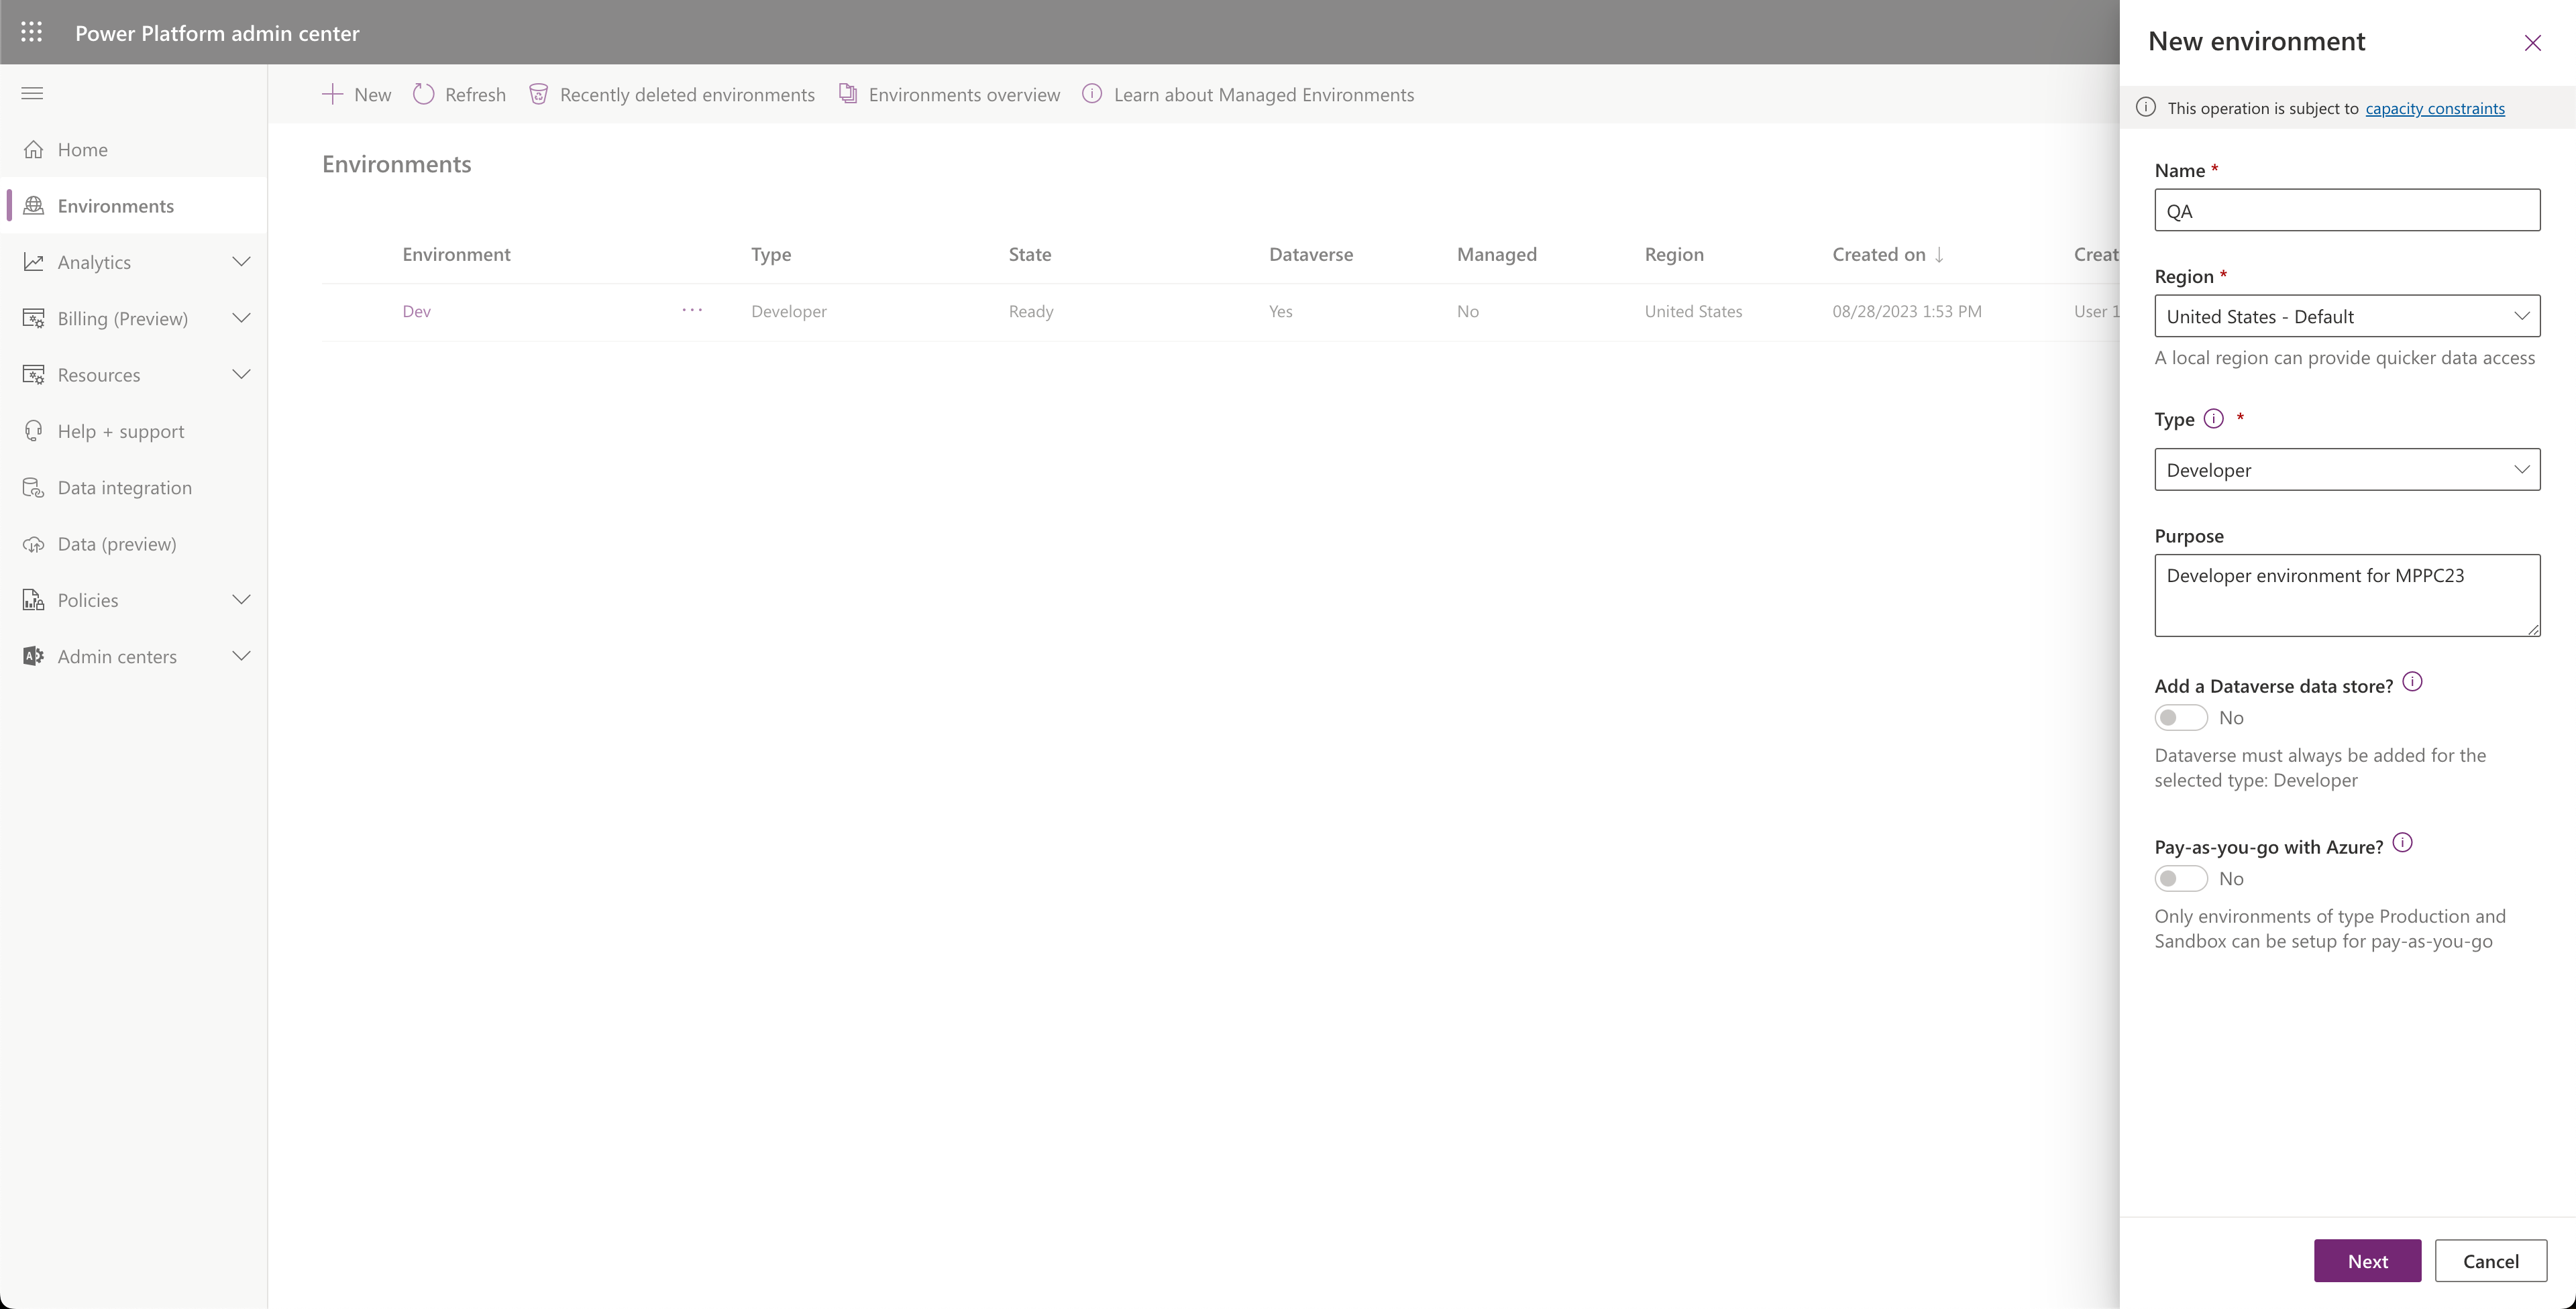 Power Platform admin center
New environment
New Refresh Recently deleted environments Environments overview Learn about Managed Environments
This operation is subject to capacity constraints
Home
Environments
Analytics
Billing (Preview)
Resources
Help + support
Data integration
Data (preview)
Policies
Admin centers
Environments
Environment Type State Dataverse Managed Region Created on ↓ Creat
Dev ··· Developer Ready Yes No United States 08/28/2023 1:53 PM User 1
Name *
QA
Region *
United States - Default
A local region can provide quicker data access
Type *
Developer
Purpose
Developer environment for MPPC23
Add a Dataverse data store?
No
Dataverse must always be added for the
selected type: Developer
Pay-as-you-go with Azure?
No
Only environments of type Production and
Sandbox can be setup for pay-as-you-go
Next Cancel